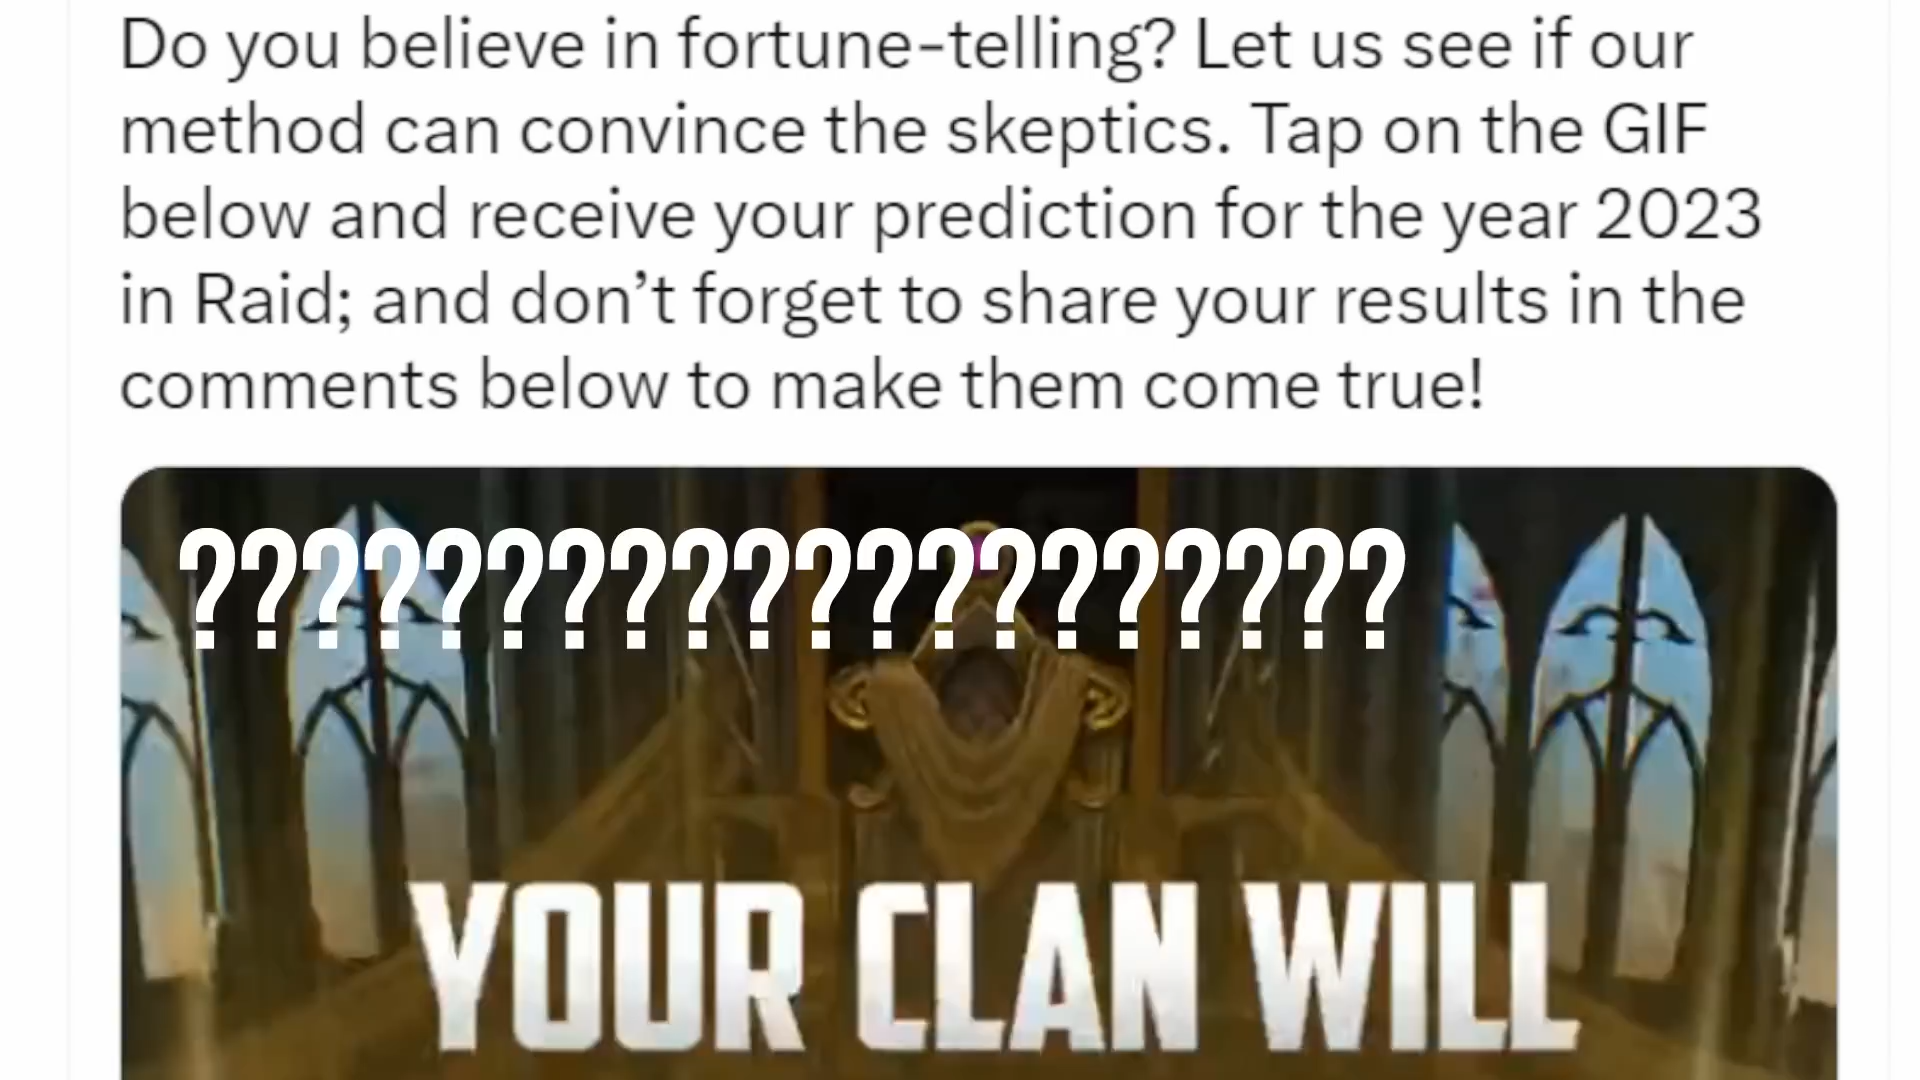 Do you believe in fortune-telling? Let us see if our
method can convince the skeptics. Tap on the GIF
below and receive your prediction for the year 2023
in Raid; and don’t forget to share your results in the
comments below to make them come true!
????????????????????
YOUR CLAN WILL